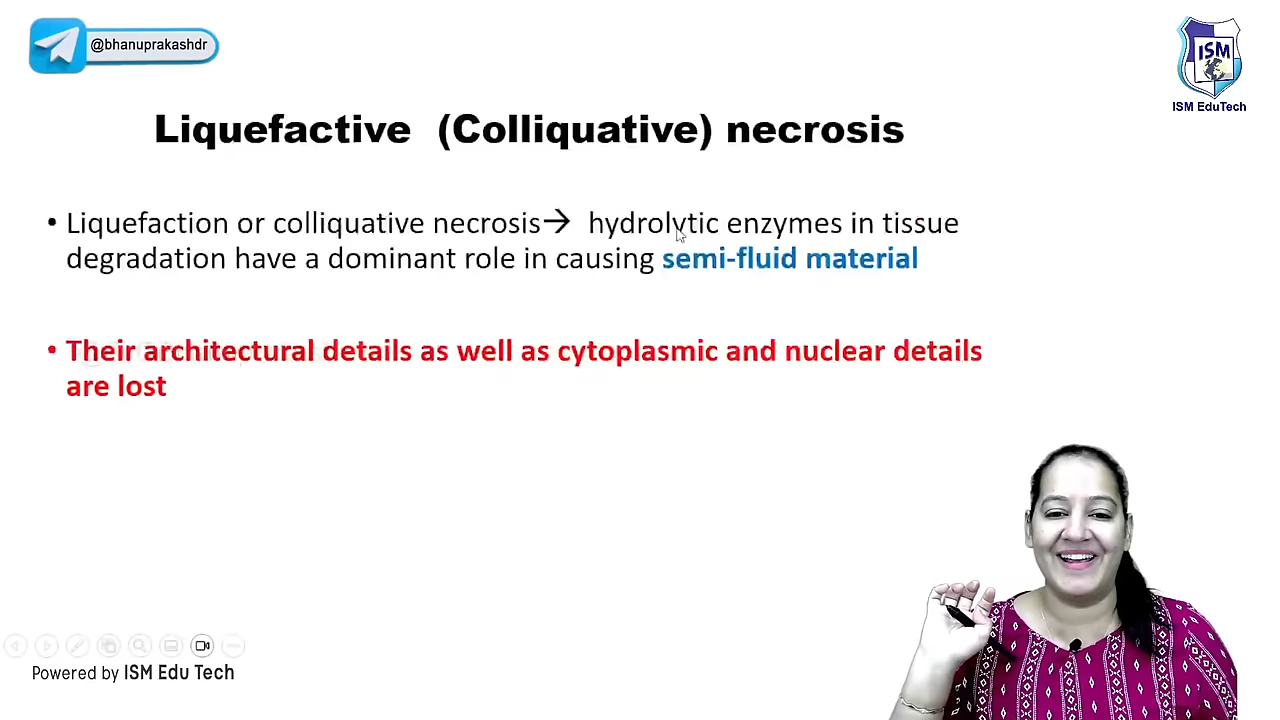 @bhanuprakashdr
ISM
ISM EduTech
Liquefactive (Colliquative) necrosis
• Liquefaction or colliquative necrosis→ hydrolytic enzymes in tissue
degradation have a dominant role in causing semi-fluid material
• Their architectural details as well as cytoplasmic and nuclear details
are lost
Powered by ISM Edu Tech